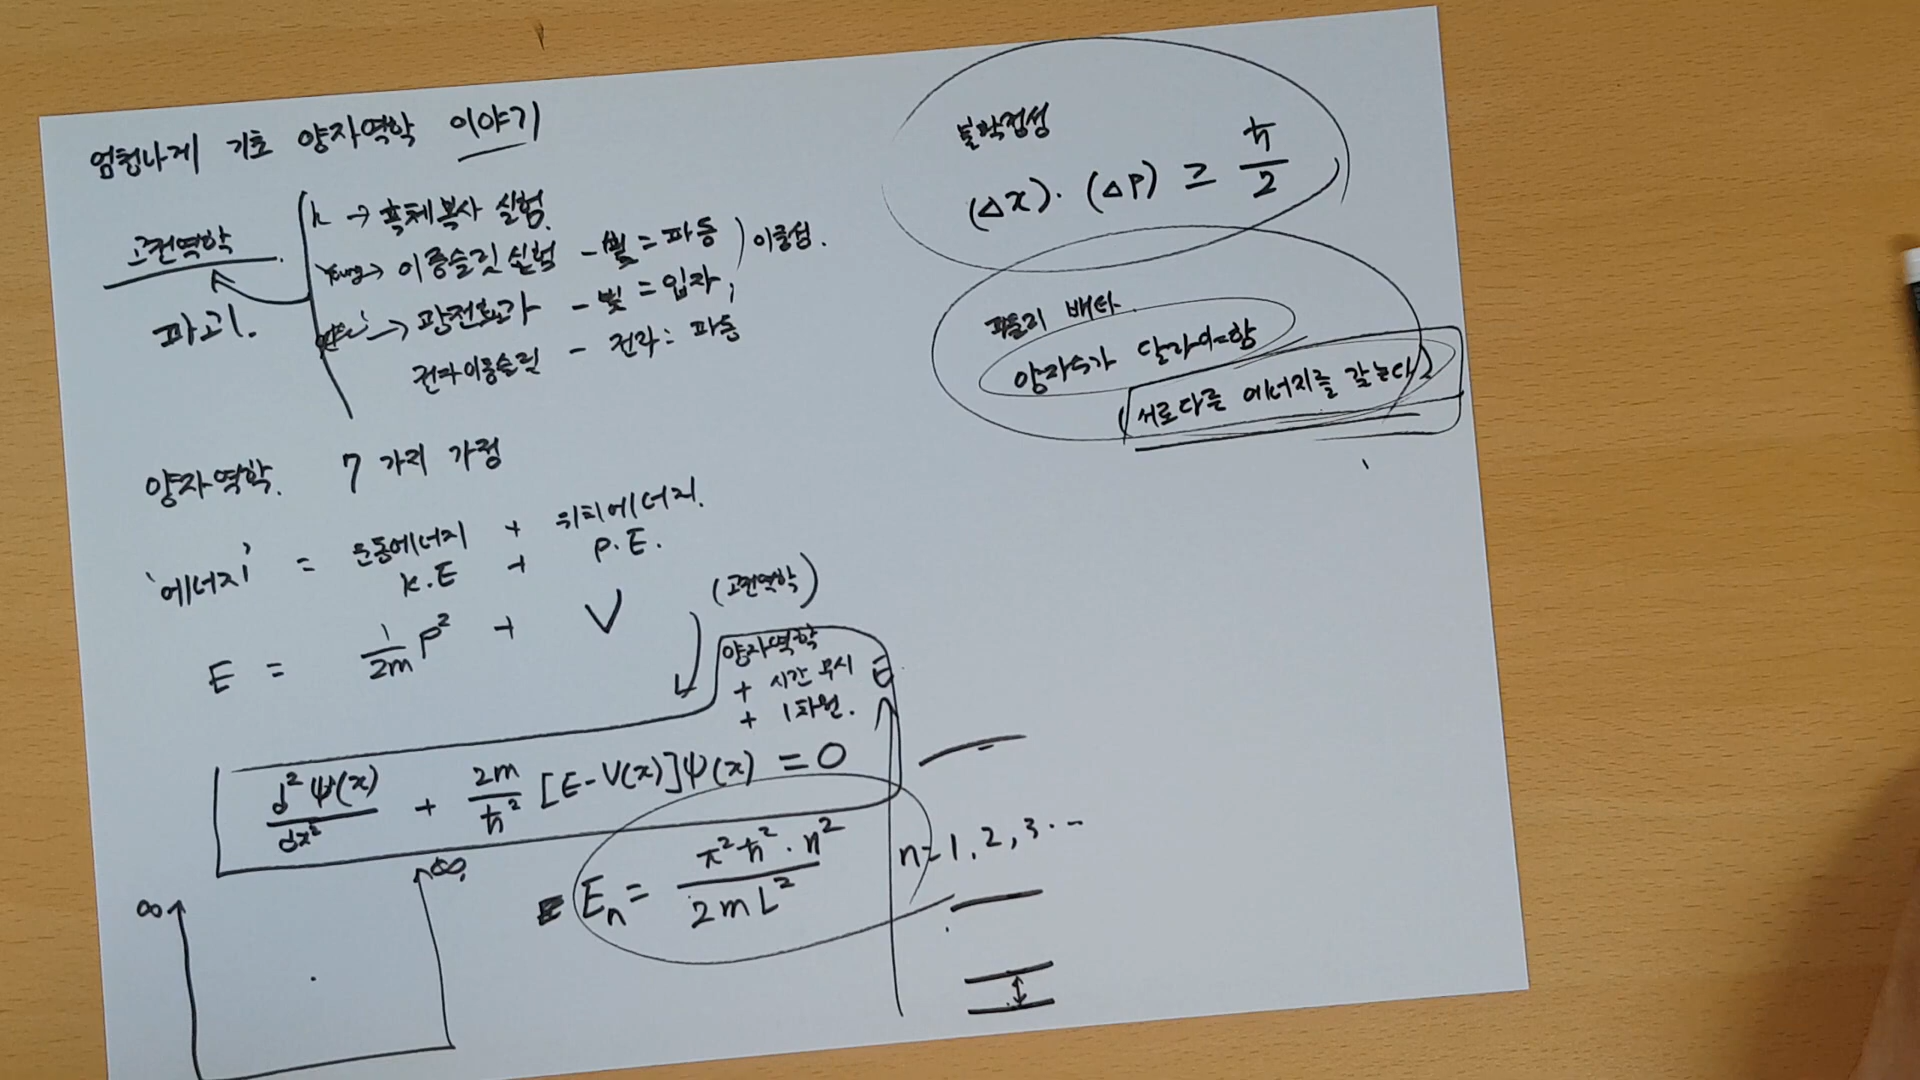 엄청나게 기초 양자역학 이야기
고전역학
파고1.
h → 흑체복사 실험.
Young → 이중슬릿 실험 - 빛 = 파동
→ 광전효과 - 빛 = 입자
) 이중성.
전자이중슬릿 - 전자: 파동
양자역학. 7가지 가정
'에너지' = 운동에너지 + 위치에너지.
K.E + P.E.
E = 1/2m P² + V
(고전역학)
양자역학
+ 시간 무시
+ 1차원.
d²ψ(x)/dx² + 2m/ħ² [E-V(x)]ψ(x) = 0
∞ ∞
Eₙ = π²ħ²·n²/2mL²
n=1, 2, 3 ...
E
불확정성
(Δx)·(Δp) ≥ ħ/2
파울리 배타
양자수가 달라야함
(서로다른 에너지를 갖는다)